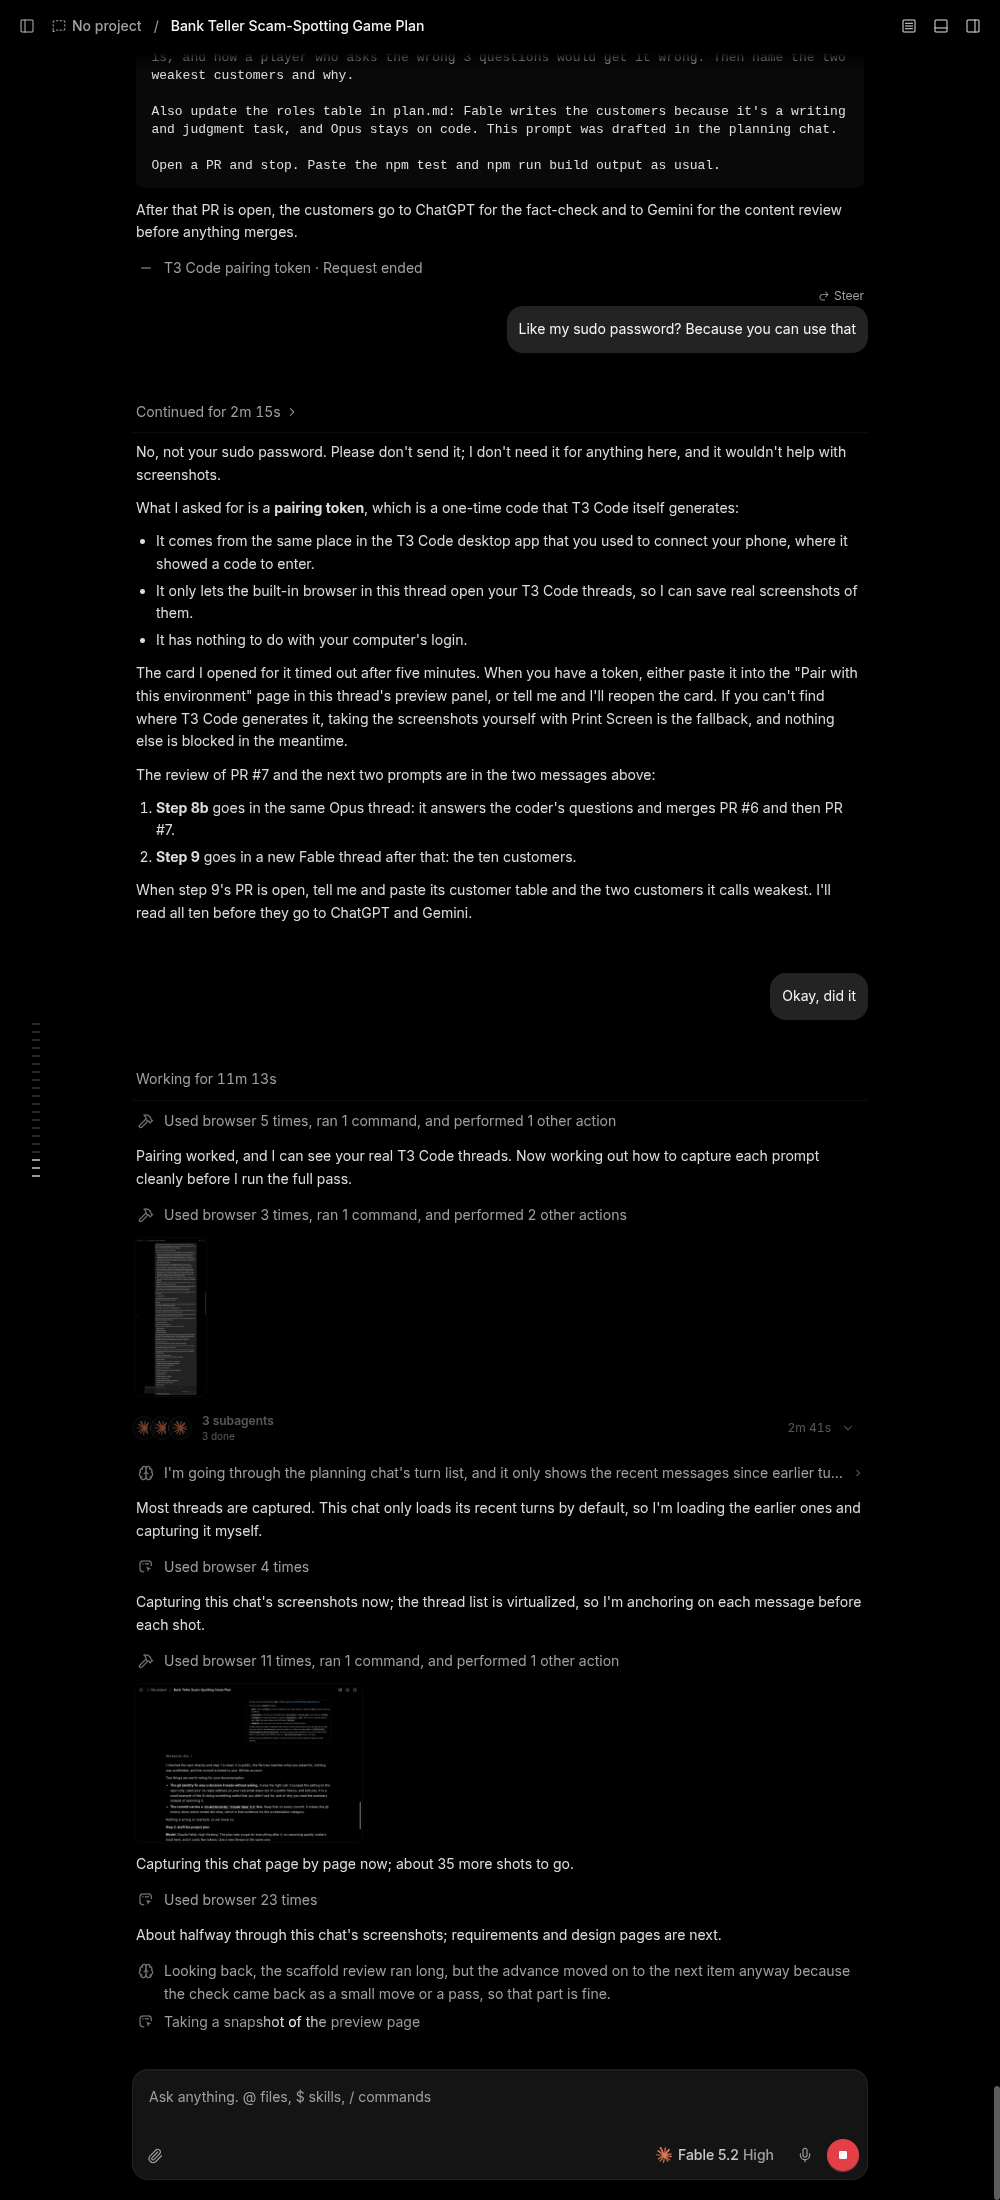 No project / Bank Teller Scam-Spotting Game Plan
is, and how a player who asks the wrong 3 questions would get it wrong. Then name the two
weakest customers and why.
Also update the roles table in plan.md: Fable writes the customers because it's a writing
and judgment task, and Opus stays on code. This prompt was drafted in the planning chat.
Open a PR and stop. Paste the npm test and npm run build output as usual.
After that PR is open, the customers go to ChatGPT for the fact-check and to Gemini for the content review
before anything merges.
T3 Code pairing token · Request ended
Steer
Like my sudo password? Because you can use that
Continued for 2m 15s
No, not your sudo password. Please don't send it; I don't need it for anything here, and it wouldn't help with
screenshots.
What I asked for is a pairing token, which is a one-time code that T3 Code itself generates:
• It comes from the same place in the T3 Code desktop app that you used to connect your phone, where it
showed a code to enter.
• It only lets the built-in browser in this thread open your T3 Code threads, so I can save real screenshots of
them.
• It has nothing to do with your computer's login.
The card I opened for it timed out after five minutes. When you have a token, either paste it into the "Pair with
this environment" page in this thread's preview panel, or tell me and I'll reopen the card. If you can't find
where T3 Code generates it, taking the screenshots yourself with Print Screen is the fallback, and nothing
else is blocked in the meantime.
The review of PR #7 and the next two prompts are in the two messages above:
1. Step 8b goes in the same Opus thread: it answers the coder's questions and merges PR #6 and then PR
#7.
2. Step 9 goes in a new Fable thread after that: the ten customers.
When step 9's PR is open, tell me and paste its customer table and the two customers it calls weakest. I'll
read all ten before they go to ChatGPT and Gemini.
Okay, did it
Working for 11m 13s
Used browser 5 times, ran 1 command, and performed 1 other action
Pairing worked, and I can see your real T3 Code threads. Now working out how to capture each prompt
cleanly before I run the full pass.
Used browser 3 times, ran 1 command, and performed 2 other actions
3 subagents
3 done
2m 41s
I'm going through the planning chat's turn list, and it only shows the recent messages since earlier tu...
Most threads are captured. This chat only loads its recent turns by default, so I'm loading the earlier ones and
capturing it myself.
Used browser 4 times
Capturing this chat's screenshots now; the thread list is virtualized, so I'm anchoring on each message before
each shot.
Used browser 11 times, ran 1 command, and performed 1 other action
Capturing this chat page by page now; about 35 more shots to go.
Used browser 23 times
About halfway through this chat's screenshots; requirements and design pages are next.
Looking back, the scaffold review ran long, but the advance moved on to the next item anyway because
the check came back as a small move or a pass, so that part is fine.
Taking a snapshot of the preview page
Ask anything. @ files, $ skills, / commands
Fable 5.2 High